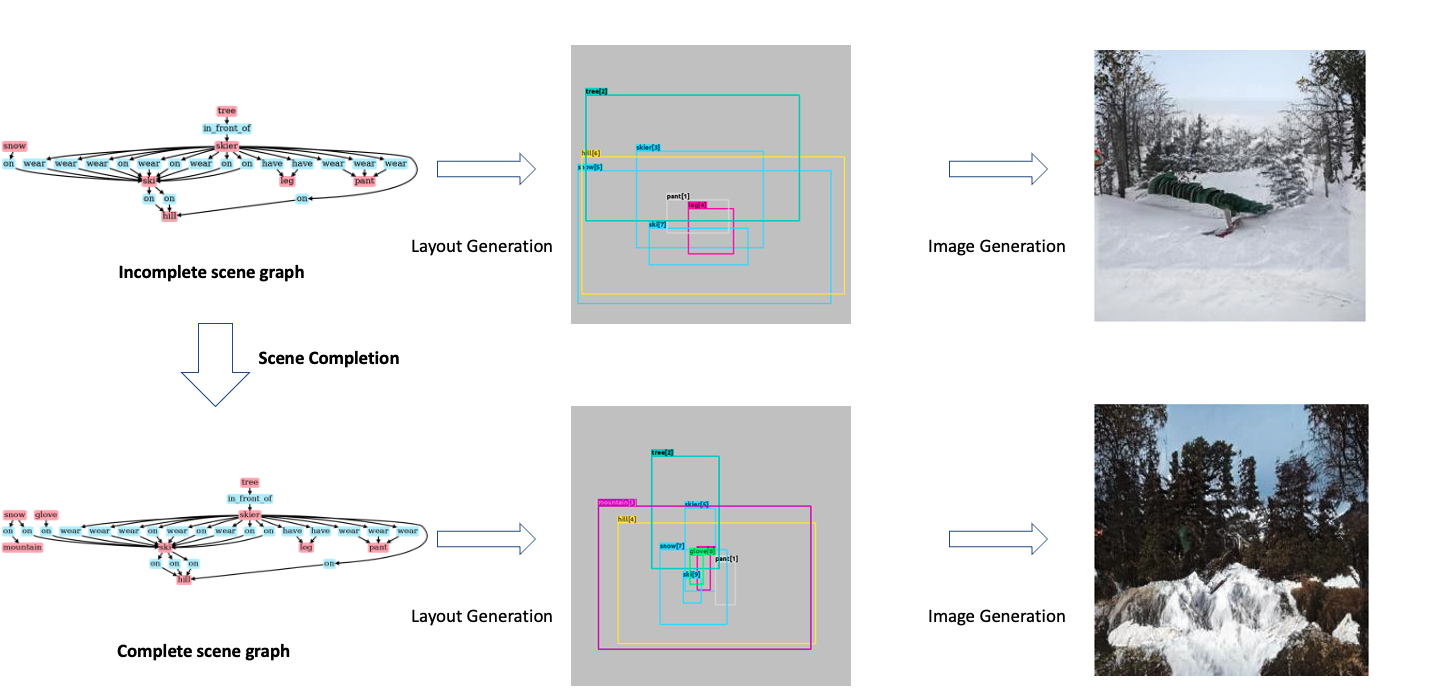 tree
in_front_of
snow
skier
on wear wear wear on wear on wear on on have have wear wear wear
ski
leg
pant
on on
on
hill
Incomplete scene graph
Layout Generation
tree[2]
skier[3]
hill[6]
snow[5]
pant[1]
leg[4]
ski[7]
Image Generation
Scene Completion
tree
in_front_of
snow glove
skier
on on on wear wear wear on wear on wear on on have have wear wear wear
mountain
ski
leg
pant
on on on
on
hill
Complete scene graph
Layout Generation
tree[2]
mountain[3]
skier[5]
hill[4]
snow[7]
glove[8]
pant[1]
ski[9]
Image Generation